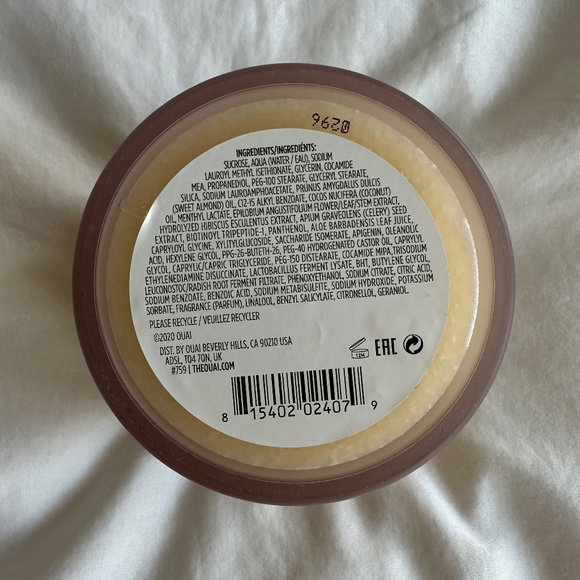 0296
INGREDIENTS/INGRÉDIENTS:
SUCROSE, AQUA (WATER / EAU), SODIUM
LAUROYL METHYL ISETHIONATE, GLYCERIN, COCAMIDE
MEA, PROPANEDIOL, PEG-100 STEARATE, GLYCERYL STEARATE,
SILICA, SODIUM LAUROAMPHOACETATE, PRUNUS AMYGDALUS DULCIS
(SWEET ALMOND) OIL, C12-15 ALKYL BENZOATE, COCOS NUCIFERA (COCONUT)
OIL, MENTHYL LACTATE, EPILOBIUM ANGUSTIFOLIUM FLOWER/LEAF/STEM EXTRACT,
HYDROLYZED HIBISCUS ESCULENTUS EXTRACT, APIUM GRAVEOLENS (CELERY) SEED
EXTRACT, BIOTINOYL TRIPEPTIDE-1, PANTHENOL, ALOE BARBADENSIS LEAF JUICE,
CAPRYLOYL GLYCINE, XYLITYLGLUCOSIDE, SACCHARIDE ISOMERATE, APIGENIN, OLEANOLIC
ACID, HEXYLENE GLYCOL, PPG-26-BUTETH-26, PEG-40 HYDROGENATED CASTOR OIL, CAPRYLYL
GLYCOL, CAPRYLIC/CAPRIC TRIGLYCERIDE, PEG-150 DISTEARATE, COCAMIDE MIPA, TRISODIUM
ETHYLENEDIAMINE DISUCCINATE, LACTOBACILLUS FERMENT LYSATE, BHT, BUTYLENE GLYCOL,
LEUCONOSTOC/RADISH ROOT FERMENT FILTRATE, PHENOXYETHANOL, SODIUM CITRATE, CITRIC ACID,
SODIUM BENZOATE, BENZOIC ACID, SODIUM METABISULFITE, SODIUM HYDROXIDE, POTASSIUM
SORBATE, FRAGRANCE (PARFUM), LINALOOL, BENZYL SALICYLATE, CITRONELLOL, GERANIOL.
PLEASE RECYCLE / VEUILLEZ RECYCLER
©2020 OUAI
DIST. BY OUAI BEVERLY HILLS, CA 90210 USA
ADSL, TQ4 7QN, UK
#759 | THEOUAI.COM
12M EAC
8 15402 02407 9